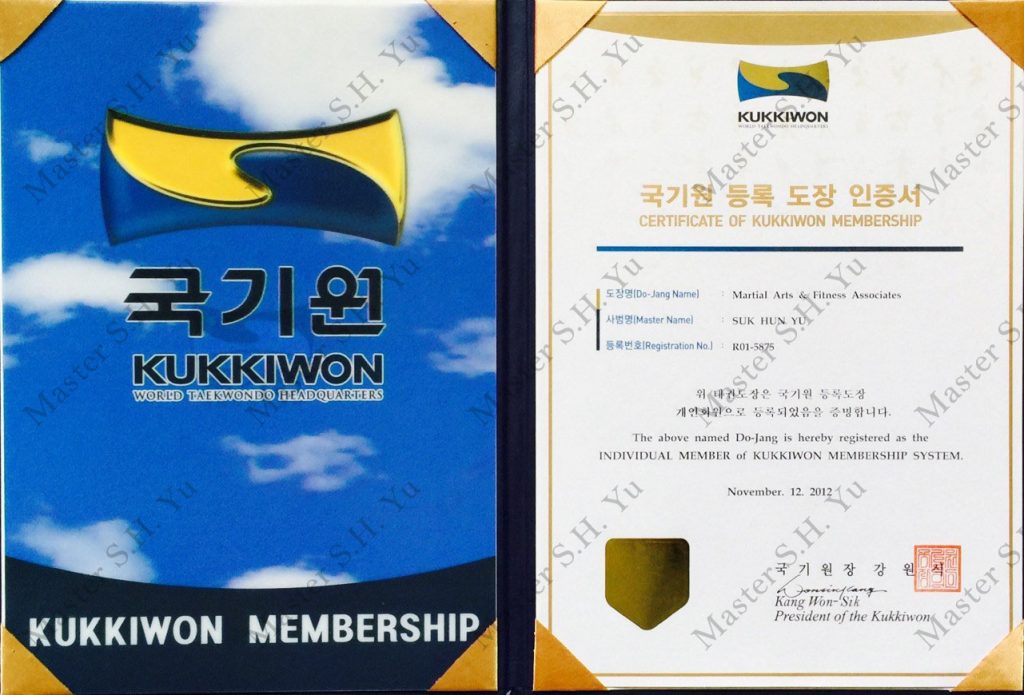 국기원
KUKKIWON
WORLD TAEKWONDO HEADQUARTERS
KUKKIWON MEMBERSHIP
KUKKIWON
WORLD TAEKWONDO HEADQUARTERS
국기원 등록 도장 인증서
CERTIFICATE OF KUKKIWON MEMBERSHIP
도장명(Do-Jang Name) : Martial Arts & Fitness Associates
사범명(Master Name) : SUK HUN YU
등록번호(Registration No.) : R01-5875
위 태권도장은 국기원 등록도장
개인회원으로 등록되었음을 증명합니다.
The above named Do-Jang is hereby registered as the
INDIVIDUAL MEMBER of KUKKIWON MEMBERSHIP SYSTEM.
November. 12. 2012
국 기 원 장 강 원 식
Kang Won-Sik
President of the Kukkiwon
Master S.H. Yu